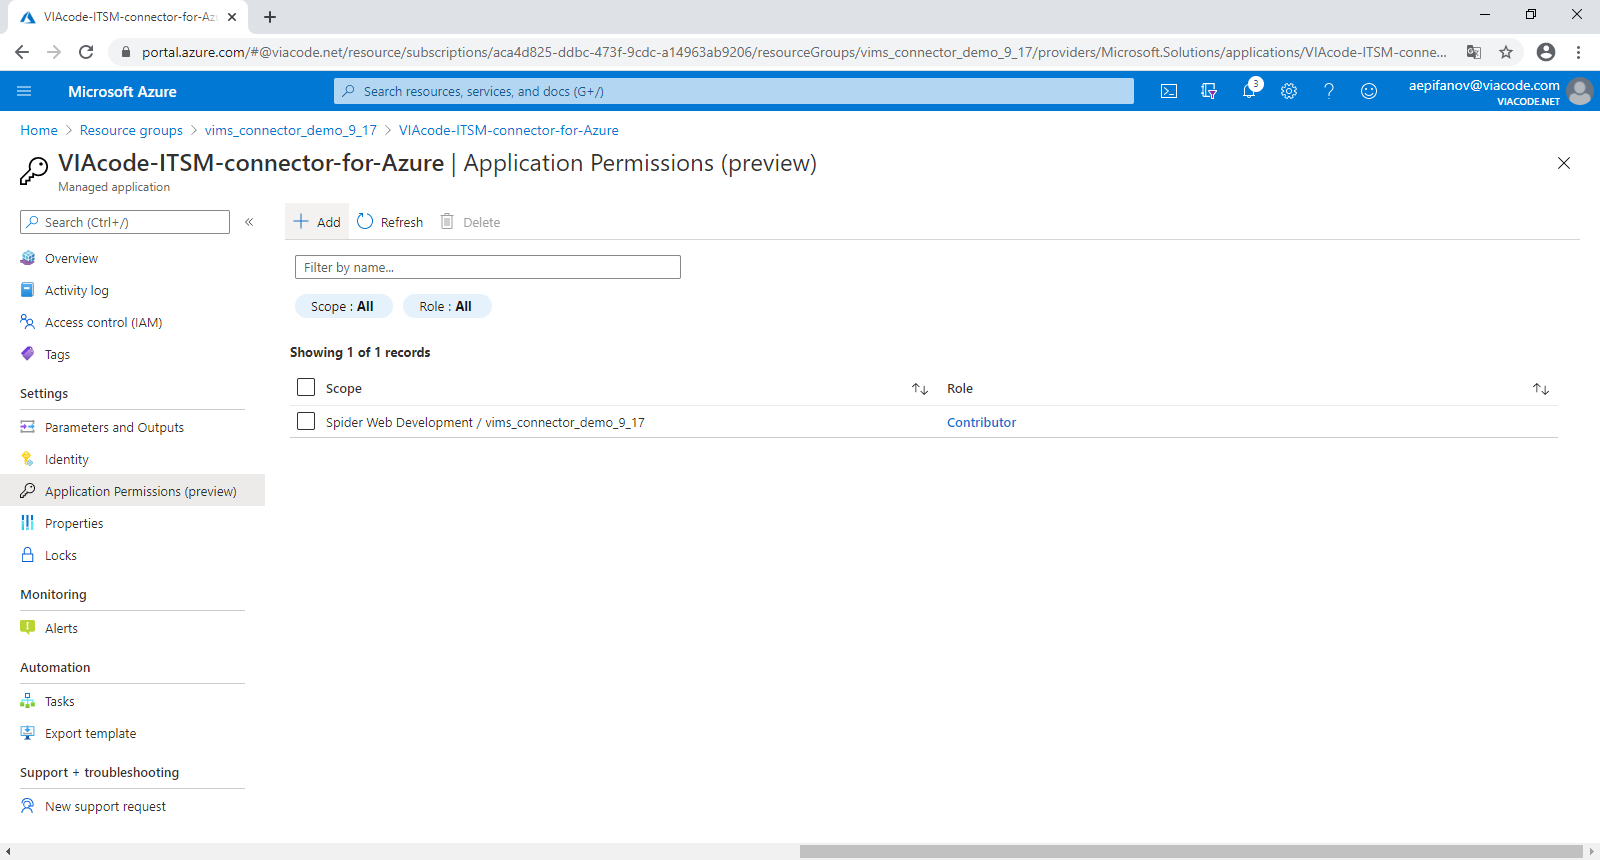 VIAcode-ITSM-connector-for-Azu
portal.azure.com/#@viacode.net/resource/subscriptions/aca4d825-ddbc-473f-9cdc-a14963ab9206/resourceGroups/vims_connector_demo_9_17/providers/Microsoft.Solutions/applications/VIAcode-ITSM-conne...
Microsoft Azure
Search resources, services, and docs (G+/)
3
aepifanov@viacode.com
VIACODE.NET
Home > Resource groups > vims_connector_demo_9_17 > VIAcode-ITSM-connector-for-Azure
VIAcode-ITSM-connector-for-Azure | Application Permissions (preview)
Managed application
Search (Ctrl+/)
«
Overview
Activity log
Access control (IAM)
Tags
Settings
Parameters and Outputs
Identity
Application Permissions (preview)
Properties
Locks
Monitoring
Alerts
Automation
Tasks
Export template
Support + troubleshooting
New support request
Add Refresh Delete
Filter by name...
Scope : All Role : All
Showing 1 of 1 records
Scope Role
Spider Web Development / vims_connector_demo_9_17 Contributor